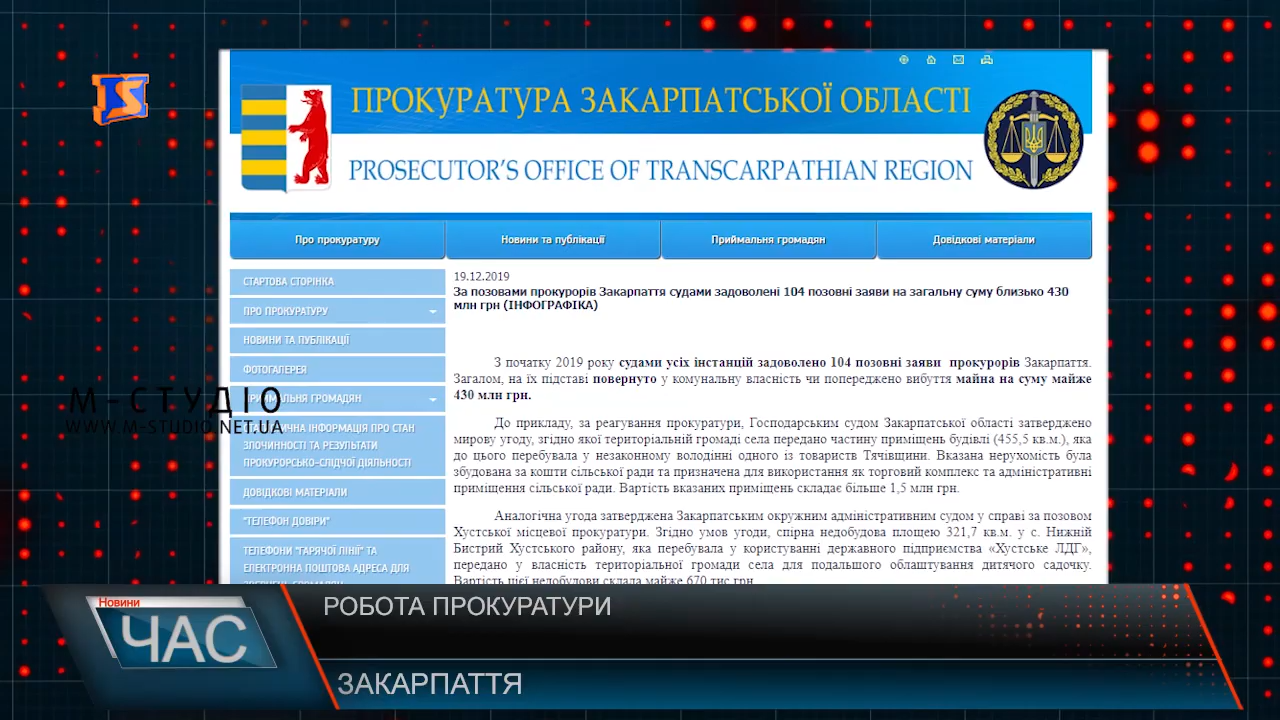 ПРОКУРАТУРА ЗАКАРПАТСЬКОЇ ОБЛАСТІ
PROSECUTOR'S OFFICE OF TRANSCARPATHIAN REGION
Про прокуратуру
Новини та публікації
Приймальня громадян
Довідкові матеріали
СТАРТОВА СТОРІНКА
ПРО ПРОКУРАТУРУ
НОВИНИ ТА ПУБЛІКАЦІЇ
ФОТОГАЛЕРЕЯ
ГРОМАДЯН
ІНФОРМАЦІЯ ПРО СТАН
ЗЛОЧИННОСТІ ТА РЕЗУЛЬТАТИ
ПРОКУРОРСЬКО-СЛІДЧОЇ ДІЯЛЬНОСТІ
ДОВІДКОВІ МАТЕРІАЛИ
"ТЕЛЕФОН ДОВІРИ"
ТЕЛЕФОНИ "ГАРЯЧОЇ ЛІНІЇ" ТА
ЕЛЕКТРОННА ПОШТОВА АДРЕСА ДЛЯ
М-СТУДІО
WWW.M-STUDIO.NET.UA
19.12.2019
За позовами прокурорів Закарпаття судами задоволені 104 позовні заяви на загальну суму близько 430
млн грн (ІНФОГРАФІКА)
З початку 2019 року судами усіх інстанцій задоволено 104 позовні заяви прокурорів Закарпаття.
Загалом, на їх підставі повернуто у комунальну власність чи попереджено вибуття майна на суму майже
430 млн грн.
До прикладу, за реагування прокуратури, Господарським судом Закарпатської області затверджено
мирову угоду, згідно якої територіальній громаді села передано частину приміщень будівлі (455,5 кв.м.), яка
до цього перебувала у незаконному володінні одного із товариств Тячівщини. Вказана нерухомість була
збудована за кошти сільської ради та призначена для використання як торговий комплекс та адміністративні
приміщення сільської ради. Вартість вказаних приміщень складає більше 1,5 млн грн.
Аналогічна угода затверджена Закарпатським окружним адміністративним судом у справі за позовом
Хустської місцевої прокуратури. Згідно умов угоди, спірна недобудова площею 321,7 кв.м. у с. Нижній
Бистрий Хустського району, яка перебувала у користуванні державного підприємства «Хустське ЛДГ»,
передано у власність територіальної громади села для подальшого облаштування дитячого садочку.
Вартість цієї недобудови склала майже 670 тис.грн.
Новини
ЧАС
РОБОТА ПРОКУРАТУРИ
ЗАКАРПАТТЯ